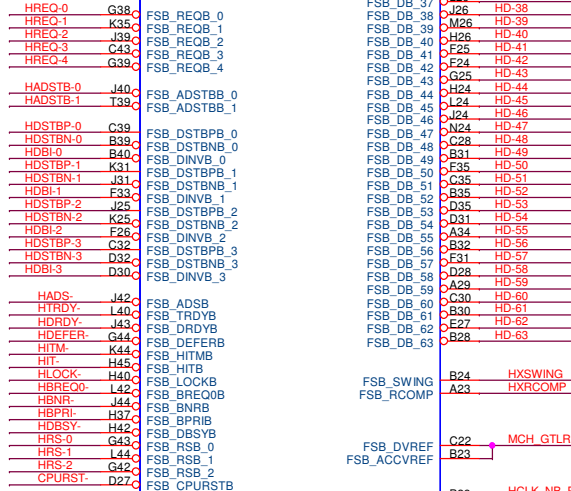 HREQ-0 G38 FSB_REQB_0
HREQ-1 K35 FSB_REQB_1
HREQ-2 J39 FSB_REQB_2
HREQ-3 C43 FSB_REQB_3
HREQ-4 G39 FSB_REQB_4
HADSTB-0 J40 FSB_ADSTBB_0
HADSTB-1 T39 FSB_ADSTBB_1
HDSTBP-0 C39 FSB_DSTBPB_0
HDSTBN-0 B39 FSB_DSTBNB_0
HDBI-0 B40 FSB_DINVB_0
HDSTBP-1 K31 FSB_DSTBPB_1
HDSTBN-1 J31 FSB_DSTBNB_1
HDBI-1 F33 FSB_DINVB_1
HDSTBP-2 J25 FSB_DSTBPB_2
HDSTBN-2 K25 FSB_DSTBNB_2
HDBI-2 F26 FSB_DINVB_2
HDSTBP-3 C32 FSB_DSTBPB_3
HDSTBN-3 D32 FSB_DSTBNB_3
HDBI-3 D30 FSB_DINVB_3
HADS- J42 FSB_ADSB
HTRDY- L40 FSB_TRDYB
HDRDY- J43 FSB_DRDYB
HDEFER- G44 FSB_DEFERB
HITM- K44 FSB_HITMB
HIT- H45 FSB_HITB
HLOCK- H40 FSB_LOCKB
HBREQ0- L42 FSB_BREQ0B
HBNR- J44 FSB_BNRB
HBPRI- H37 FSB_BPRIB
HDBSY- H42 FSB_DBSYB
HRS-0 G43 FSB_RSB_0
HRS-1 L44 FSB_RSB_1
HRS-2 G42 FSB_RSB_2
CPURST- D27 FSB_CPURSTB
FSB_DB_37
FSB_DB_38 J26 HD-38
FSB_DB_39 M26 HD-39
FSB_DB_40 H26 HD-40
FSB_DB_41 F25 HD-41
FSB_DB_42 F24 HD-42
FSB_DB_43 G25 HD-43
FSB_DB_44 H24 HD-44
FSB_DB_45 L24 HD-45
FSB_DB_46 J24 HD-46
FSB_DB_47 N24 HD-47
FSB_DB_48 C28 HD-48
FSB_DB_49 B31 HD-49
FSB_DB_50 F35 HD-50
FSB_DB_51 C35 HD-51
FSB_DB_52 B35 HD-52
FSB_DB_53 D35 HD-53
FSB_DB_54 D31 HD-54
FSB_DB_55 A34 HD-55
FSB_DB_56 B32 HD-56
FSB_DB_57 F31 HD-57
FSB_DB_58 D28 HD-58
FSB_DB_59 A29 HD-59
FSB_DB_60 C30 HD-60
FSB_DB_61 B30 HD-61
FSB_DB_62 E27 HD-62
FSB_DB_63 B28 HD-63
FSB_SWING B24 HXSWING
FSB_RCOMP A23 HXRCOMP
FSB_DVREF C22 MCH_GTLR
FSB_ACCVREF B23